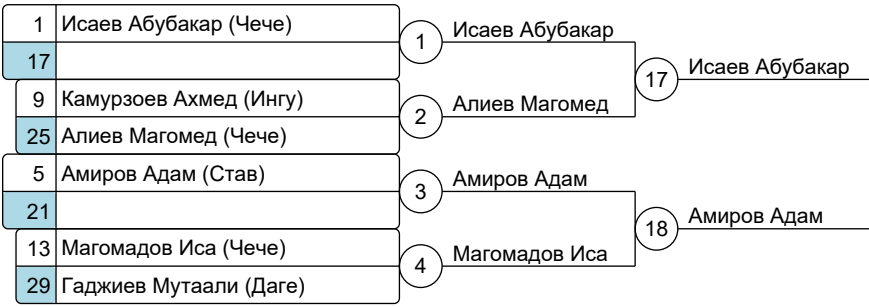 1 Исаев Абубакар (Чече)
17
1
Исаев Абубакар
9 Камурзоев Ахмед (Ингу)
25 Алиев Магомед (Чече)
2
Алиев Магомед
17
Исаев Абубакар
5 Амиров Адам (Став)
21
3
Амиров Адам
13 Магомадов Иса (Чече)
29 Гаджиев Мутаали (Даге)
4
Магомадов Иса
18
Амиров Адам